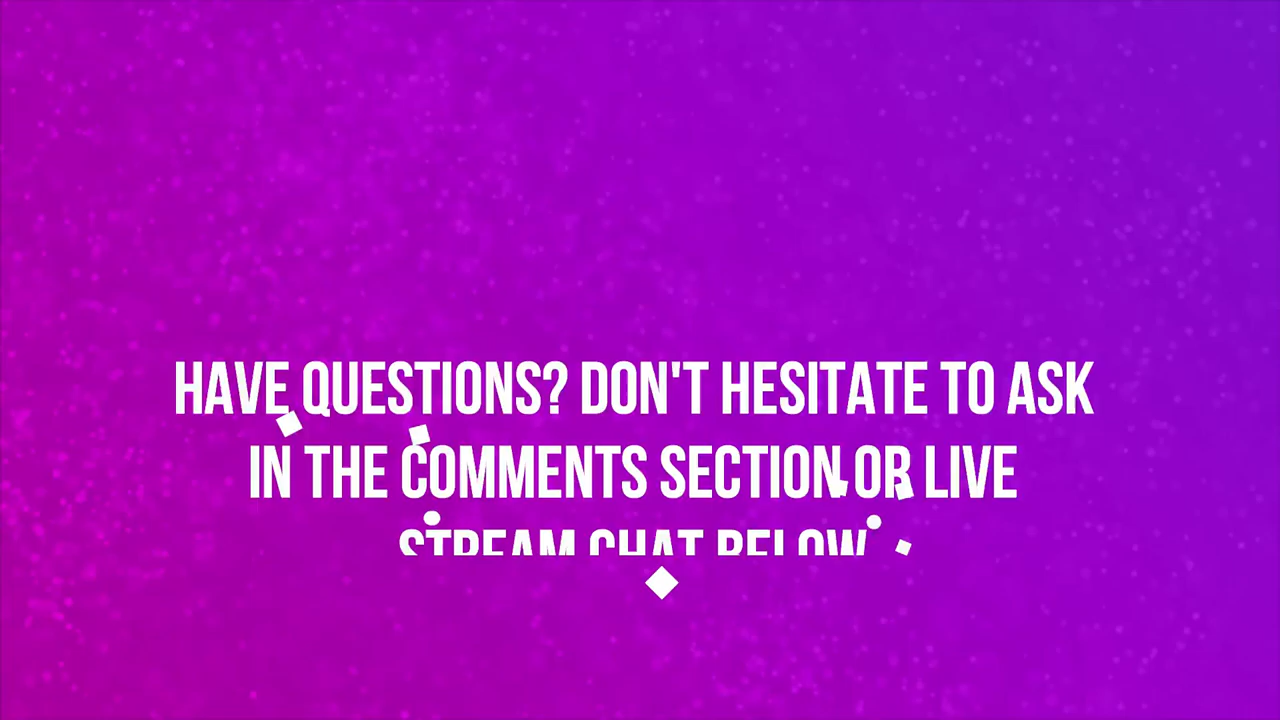 HAVE QUESTIONS? DON'T HESITATE TO ASK
IN THE COMMENTS SECTION OR LIVE
STREAM CHAT BELOW